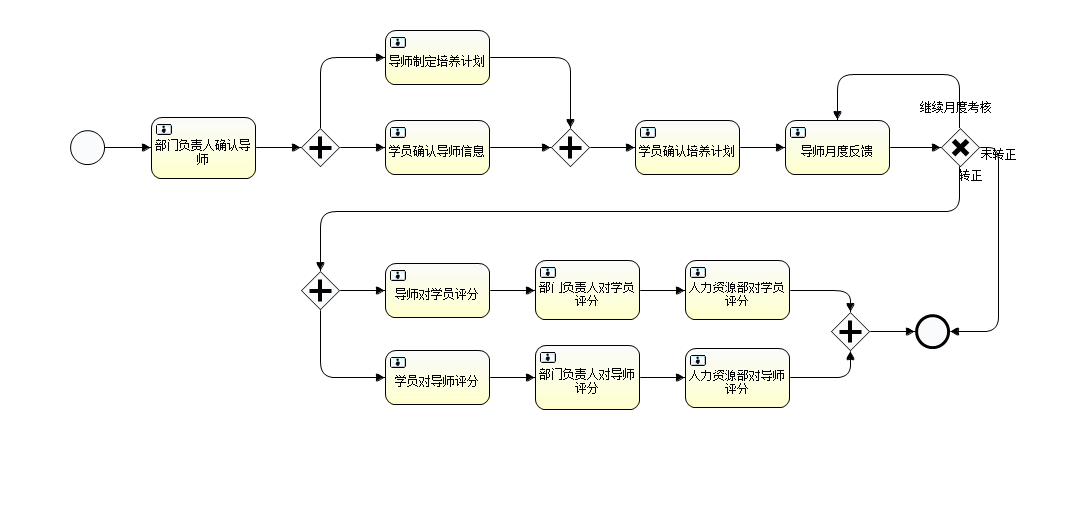 导师制定培养计划
部门负责人确认导
师
学员确认导师信息
学员确认培养计划
导师月度反馈
继续月度考核
未转正
转正
导师对学员评分
部门负责人对学员
评分
人力资源部对学员
评分
学员对导师评分
部门负责人对导师
评分
人力资源部对导师
评分